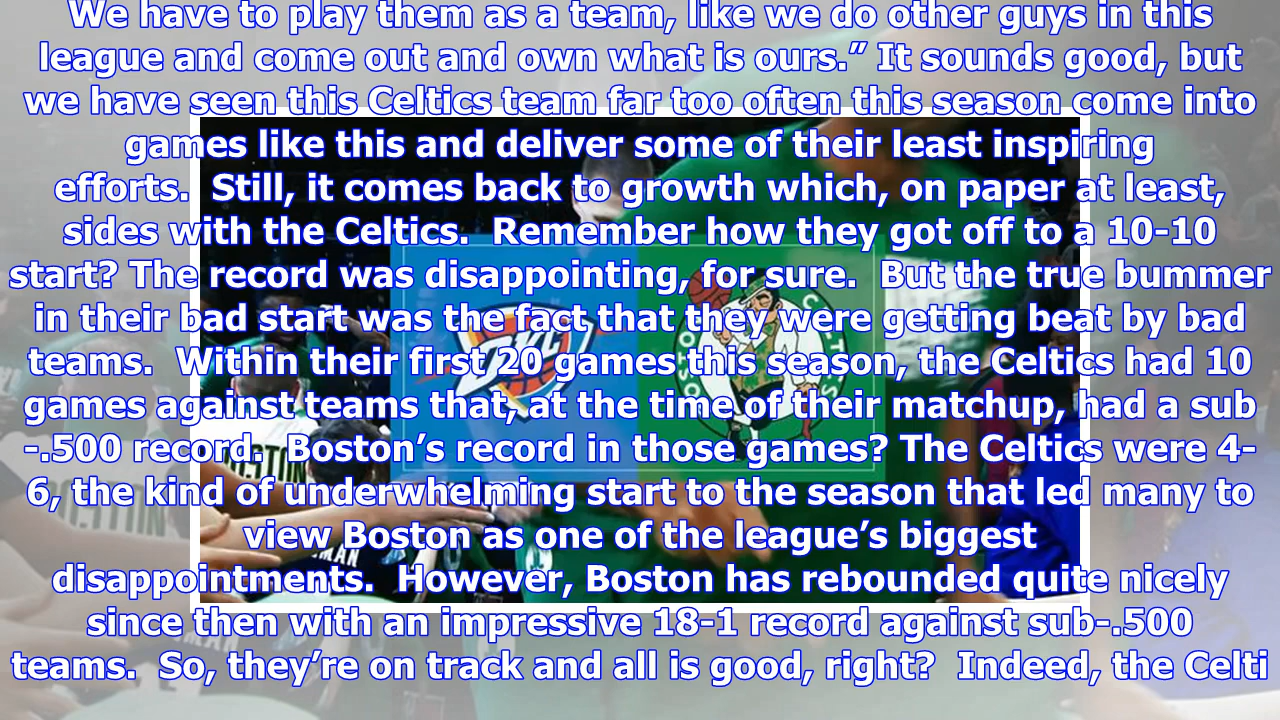 We have to play them as a team, like we do other guys in this
league and come out and own what is ours.” It sounds good, but
we have seen this Celtics team far too often this season come into
games like this and deliver some of their least inspiring
efforts.  Still, it comes back to growth which, on paper at least,
sides with the Celtics.  Remember how they got off to a 10-10
start? The record was disappointing, for sure.  But the true bummer
in their bad start was the fact that they were getting beat by bad
teams.  Within their first 20 games this season, the Celtics had 10
games against teams that, at the time of their matchup, had a sub
-.500 record.  Boston’s record in those games? The Celtics were 4-
6, the kind of underwhelming start to the season that led many to
view Boston as one of the league’s biggest
disappointments.  However, Boston has rebounded quite nicely
since then with an impressive 18-1 record against sub-.500
teams.  So, they’re on track and all is good, right?  Indeed, the Celti
OKC